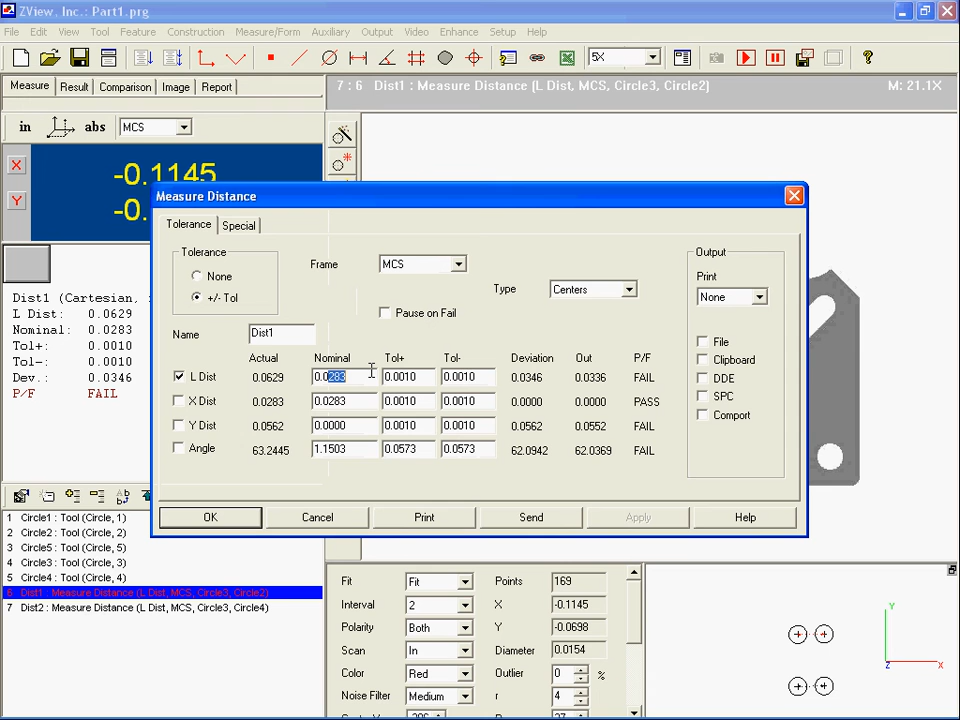 ZView, Inc.: Part1.prg
File Edit View Tool Feature Construction Measure/Form Auxiliary Output Video Enhance Setup Help
5X
Measure Result Comparison Image Report
7 : 6 Dist1 : Measure Distance (L Dist, MCS, Circle3, Circle2) M: 21.1X
in abs MCS
X -0.1145
Y -0.
Measure Distance
Tolerance Special
Tolerance
None
+/- Tol
Frame MCS
Type Centers
Pause on Fail
Name Dist1
Actual Nominal Tol+ Tol- Deviation Out P/F
L Dist 0.0629 0.0283 0.0010 0.0010 0.0346 0.0336 FAIL
X Dist 0.0283 0.0283 0.0010 0.0010 0.0000 0.0000 PASS
Y Dist 0.0562 0.0000 0.0010 0.0010 0.0562 0.0552 FAIL
Angle 63.2445 1.1503 0.0573 0.0573 62.0942 62.0369 FAIL
Output
Print
None
File
Clipboard
DDE
SPC
Comport
OK Cancel Print Send Apply Help
Dist1 (Cartesian,
L Dist: 0.0629
Nominal: 0.0283
Tol+: 0.0010
Tol-: 0.0010
Dev.: 0.0346
P/F FAIL
1 Circle1 : Tool (Circle, 1)
2 Circle2 : Tool (Circle, 2)
3 Circle5 : Tool (Circle, 5)
4 Circle3 : Tool (Circle, 3)
5 Circle4 : Tool (Circle, 4)
6 Dist1 : Measure Distance (L Dist, MCS, Circle3, Circle2)
7 Dist2 : Measure Distance (L Dist, MCS, Circle3, Circle4)
Fit Fit Points 169
Interval 2 X -0.1145
Polarity Both Y -0.0698
Scan In Diameter 0.0154
Color Red Outlier 0 %
Noise Filter Medium r 4
Y
Z X